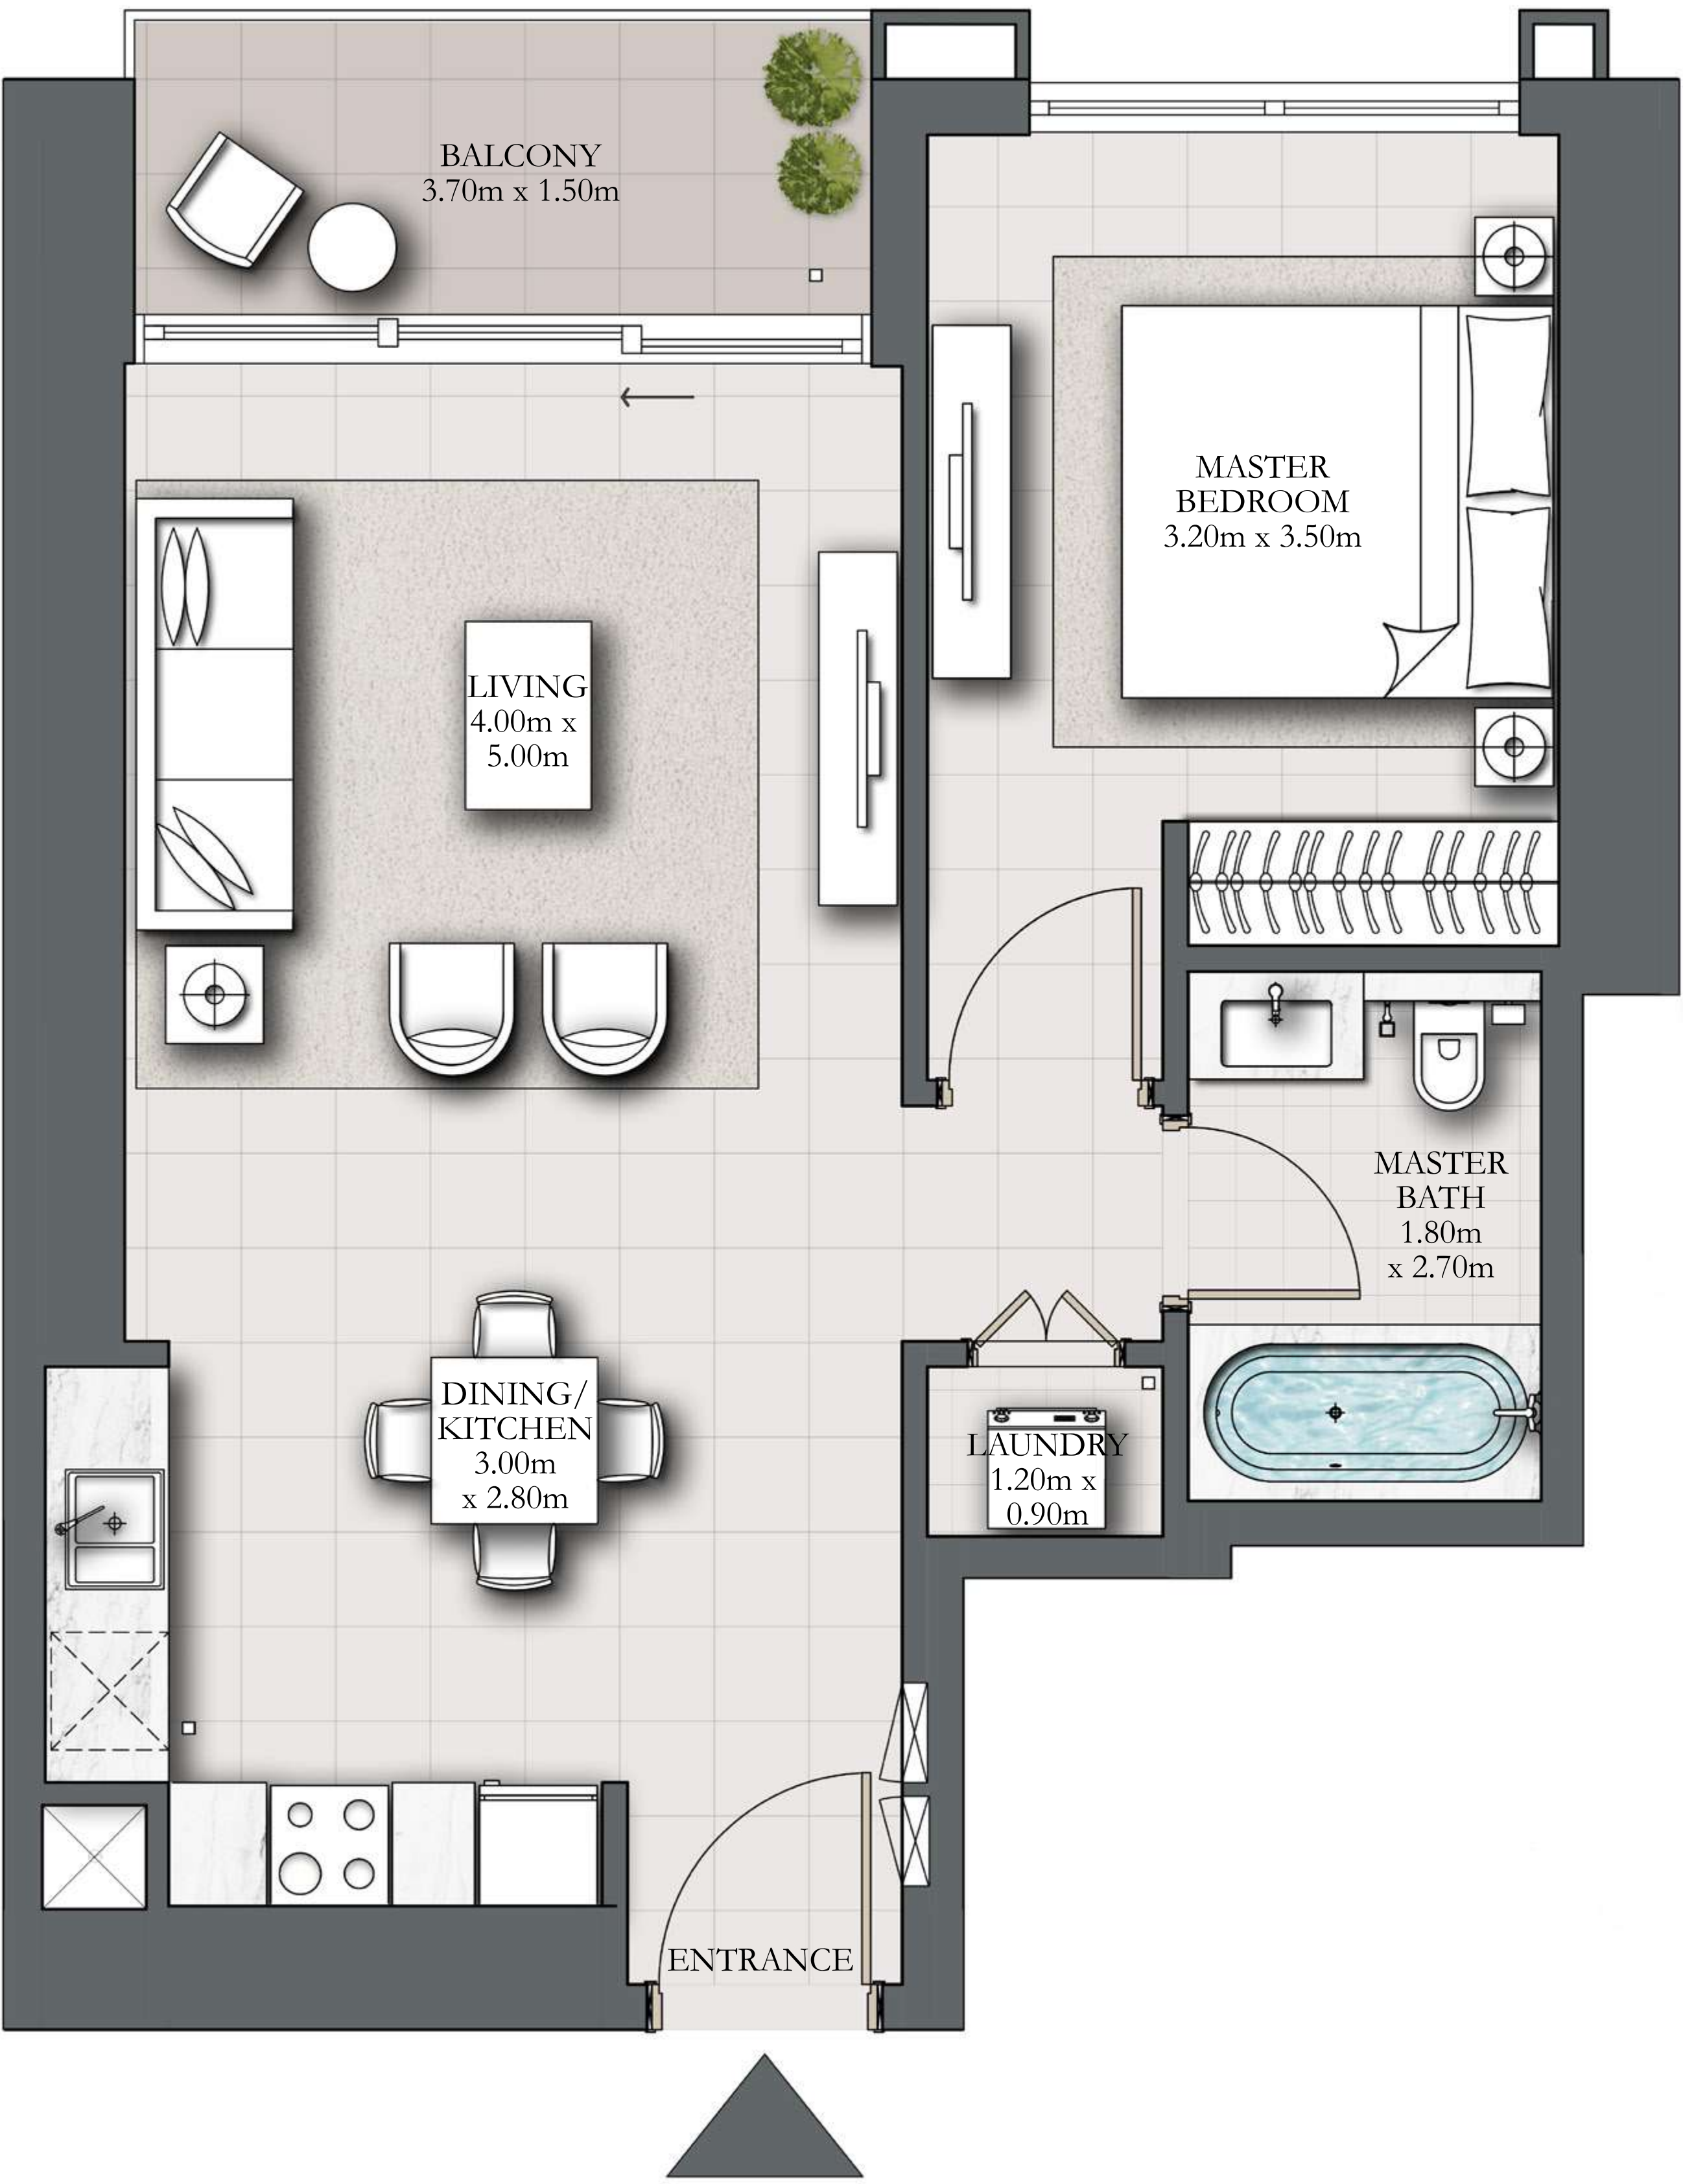 BALCONY
3.70m x 1.50m
MASTER
BEDROOM
3.20m x 3.50m
LIVING
4.00m x
5.00m
MASTER
BATH
1.80m
x 2.70m
DINING/
KITCHEN
3.00m
x 2.80m
LAUNDRY
1.20m x
0.90m
ENTRANCE